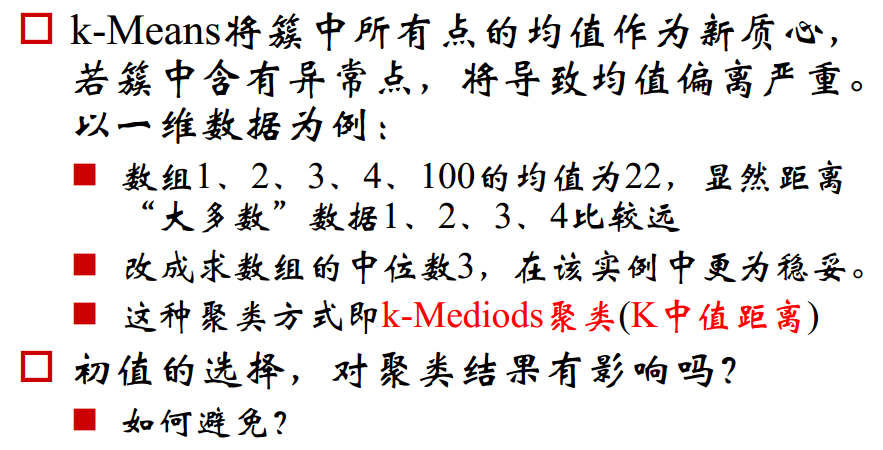 k-Means将簇中所有点的均值作为新质心，
若簇中含有异常点，将导致均值偏离严重。
以一维数据为例：
数组1、2、3、4、100的均值为22，显然距离
“大多数”数据1、2、3、4比较远
改成求数组的中位数3，在该实例中更为稳妥。
这种聚类方式即k-Mediods聚类(K中值距离)
初值的选择，对聚类结果有影响吗？
如何避免？